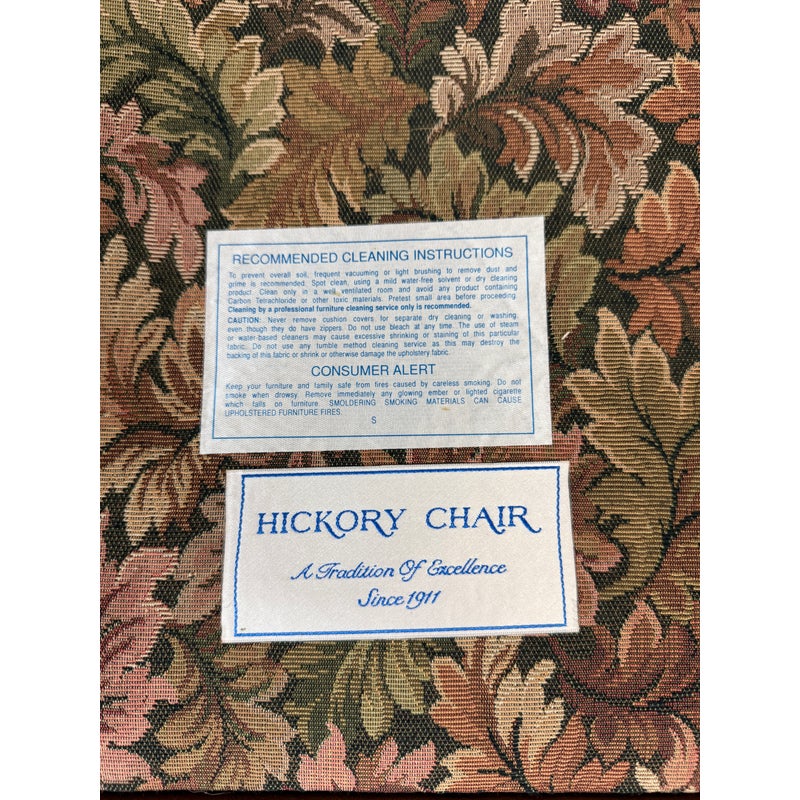 RECOMMENDED CLEANING INSTRUCTIONS
To prevent overall soil, frequent vacuuming or light brushing to remove dust and
grime is recommended. Spot clean, using a mild water-free solvent or dry cleaning
product. Clean only in a well ventilated room and avoid any product containing
Carbon Tetrachloride or other toxic materials. Pretest small area before proceeding.
Cleaning by a professional furniture cleaning service only is recommended.
CAUTION: Never remove cushion covers for separate dry cleaning or washing,
even though they do have zippers. Do not use bleach at any time. The use of steam
or water-based cleaners may cause excessive shrinking or staining of this particular
fabric. Do not use any tumble method cleaning service as this may destroy the
backing of this fabric or shrink or otherwise damage the upholstery fabric.
CONSUMER ALERT
Keep your furniture and family safe from fires caused by careless smoking. Do not
smoke when drowsy. Remove immediately any glowing ember or lighted cigarette
which falls on furniture. SMOLDERING SMOKING MATERIALS CAN CAUSE
UPHOLSTERED FURNITURE FIRES.
S
HICKORY CHAIR
A Tradition Of Excellence
Since 1911